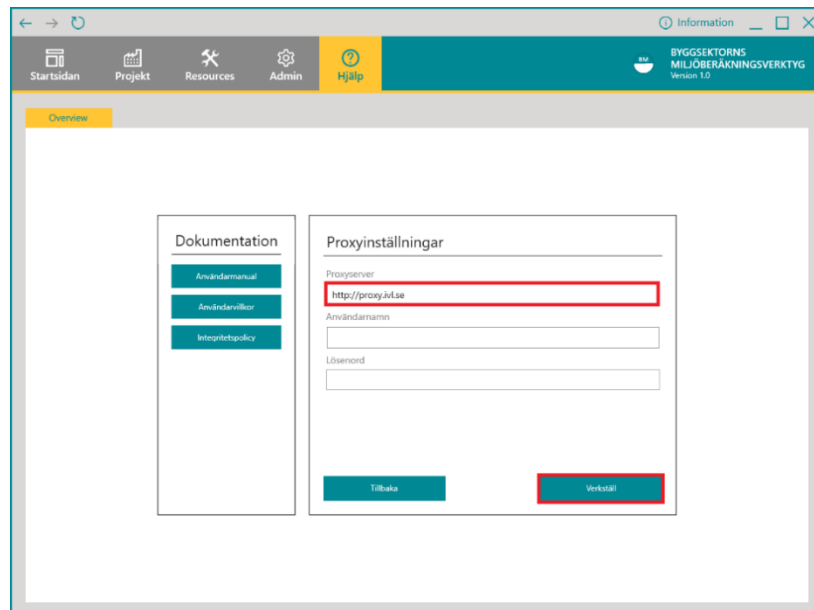 Information
Startsidan
Projekt
Resources
Admin
Hjälp
BM
BYGGSEKTORNS
MILJÖBERÄKNINGSVERKTYG
Version 1.0
Overview
Dokumentation
Användarmanual
Användarvillkor
Integritetspolicy
Proxyinställningar
Proxyserver
http://proxy.ivl.se
Användarnamn
Lösenord
Tillbaka
Verkställ